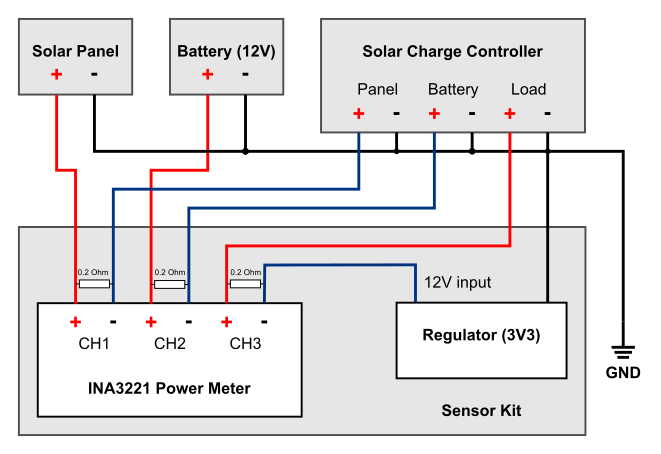 Solar Panel
+ -
Battery (12V)
+ -
Solar Charge Controller
Panel Battery Load
+ - + - + -
0.2 Ohm 0.2 Ohm 0.2 Ohm
12V input
+ - + - + -
CH1 CH2 CH3
INA3221 Power Meter
Regulator (3V3)
Sensor Kit
GND